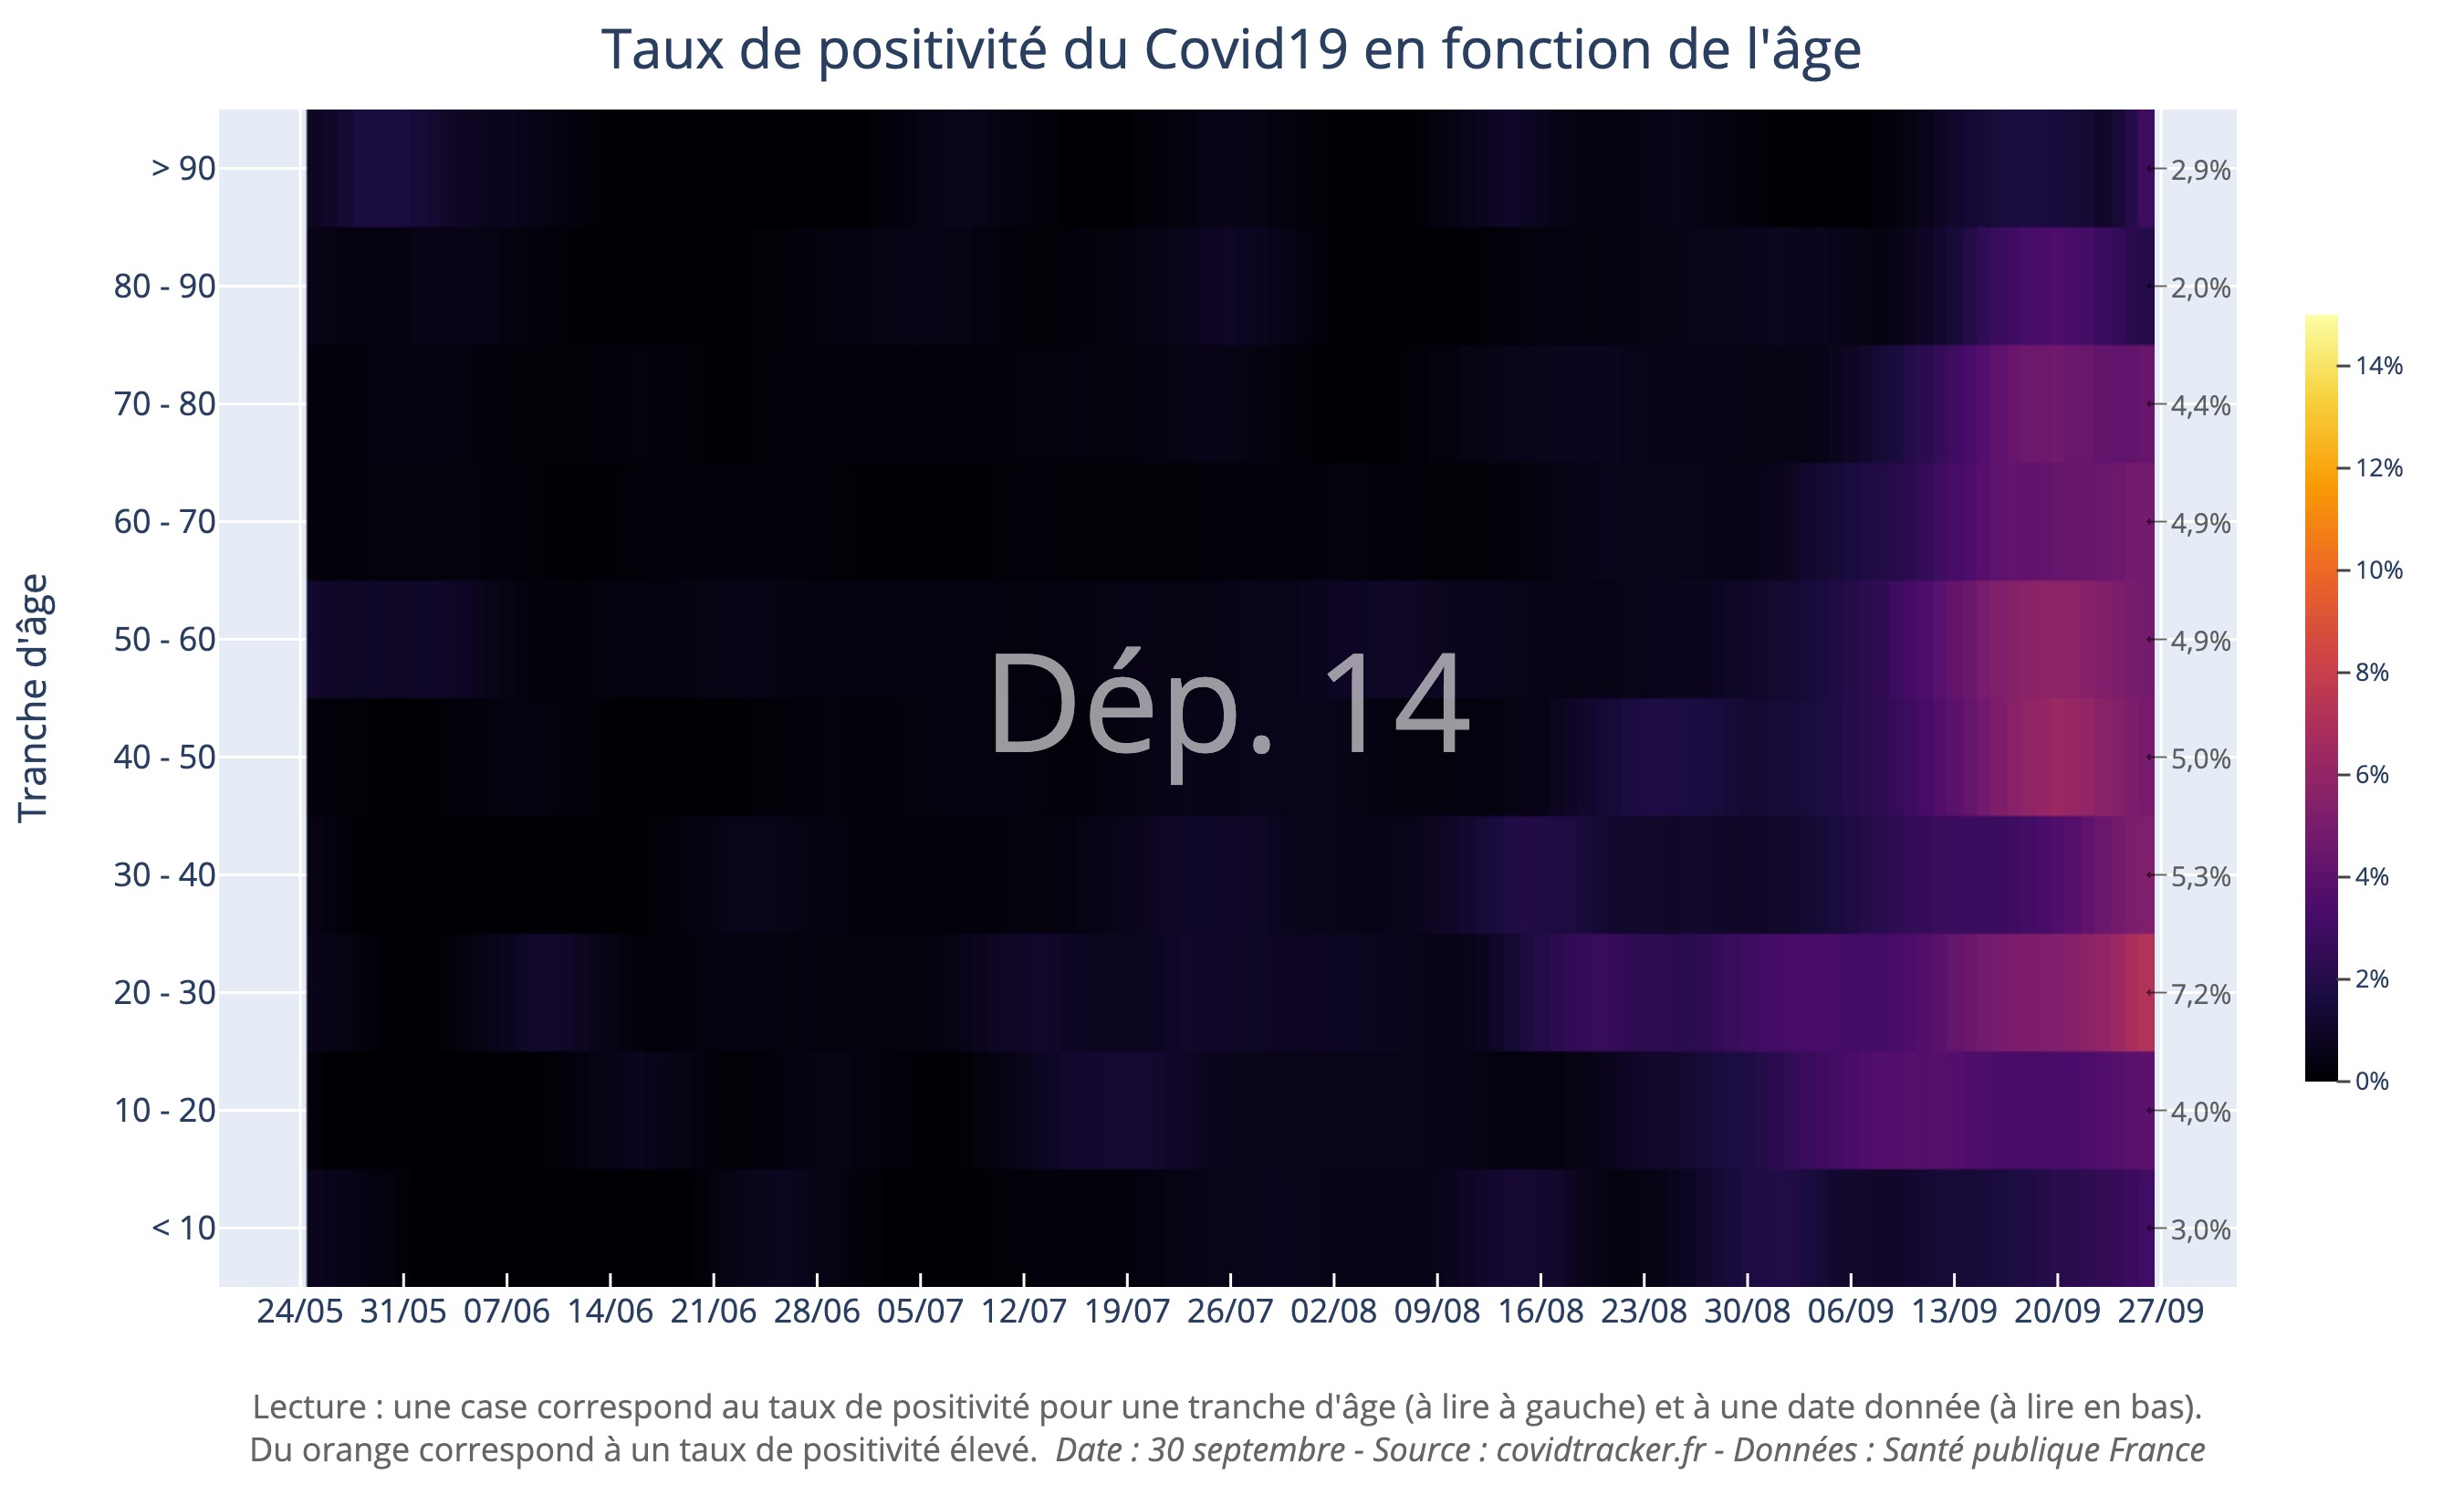 Taux de positivité du Covid19 en fonction de l'âge
Tranche d'âge
> 90
80 - 90
70 - 80
60 - 70
50 - 60
40 - 50
30 - 40
20 - 30
10 - 20
< 10
Dép. 14
2,9%
2,0%
4,4%
4,9%
4,9%
5,0%
5,3%
7,2%
4,0%
3,0%
14%
12%
10%
8%
6%
4%
2%
0%
24/05 31/05 07/06 14/06 21/06 28/06 05/07 12/07 19/07 26/07 02/08 09/08 16/08 23/08 30/08 06/09 13/09 20/09 27/09
Lecture : une case correspond au taux de positivité pour une tranche d'âge (à lire à gauche) et à une date donnée (à lire en bas).
Du orange correspond à un taux de positivité élevé. Date : 30 septembre - Source : covidtracker.fr - Données : Santé publique France